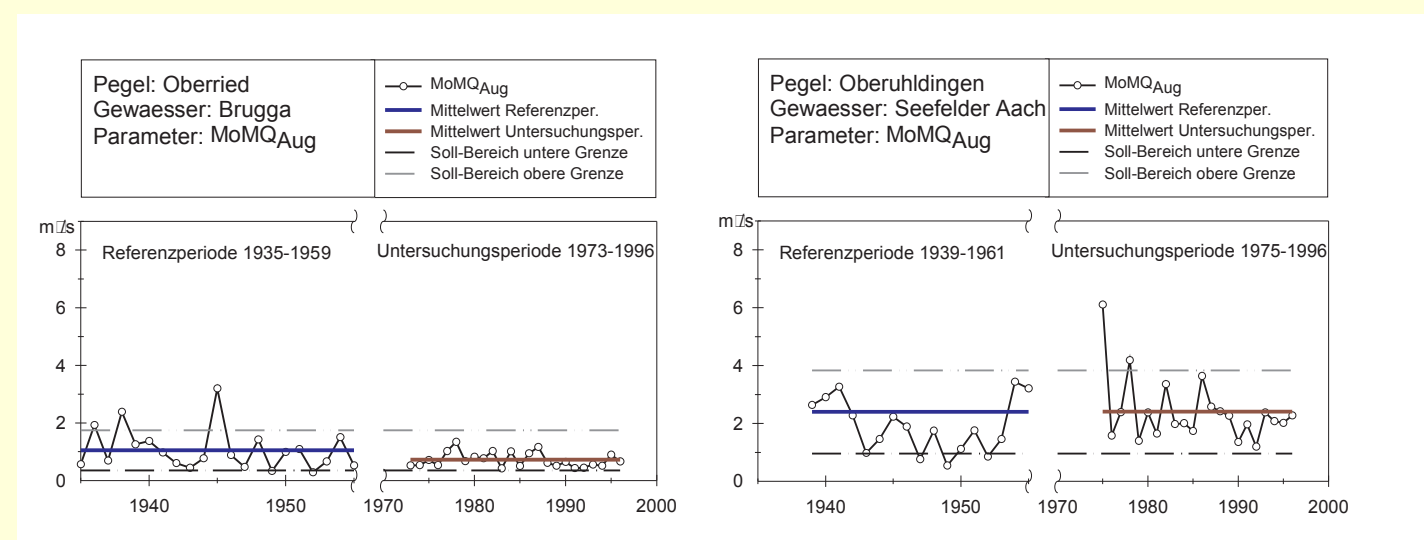 Pegel: Oberried
Gewaesser: Brugga
Parameter: MoMQAug
MoMQAug
Mittelwert Referenzper.
Mittelwert Untersuchungsper.
Soll-Bereich untere Grenze
Soll-Bereich obere Grenze
m□/s
Referenzperiode 1935-1959
Untersuchungsperiode 1973-1996
8
6
4
2
0
1940
1950
1970
1980
1990
2000
Pegel: Oberuhldingen
Gewaesser: Seefelder Aach
Parameter: MoMQAug
MoMQAug
Mittelwert Referenzper.
Mittelwert Untersuchungsper.
Soll-Bereich untere Grenze
Soll-Bereich obere Grenze
m□/s
Referenzperiode 1939-1961
Untersuchungsperiode 1975-1996
8
6
4
2
0
1940
1950
1970
1980
1990
2000